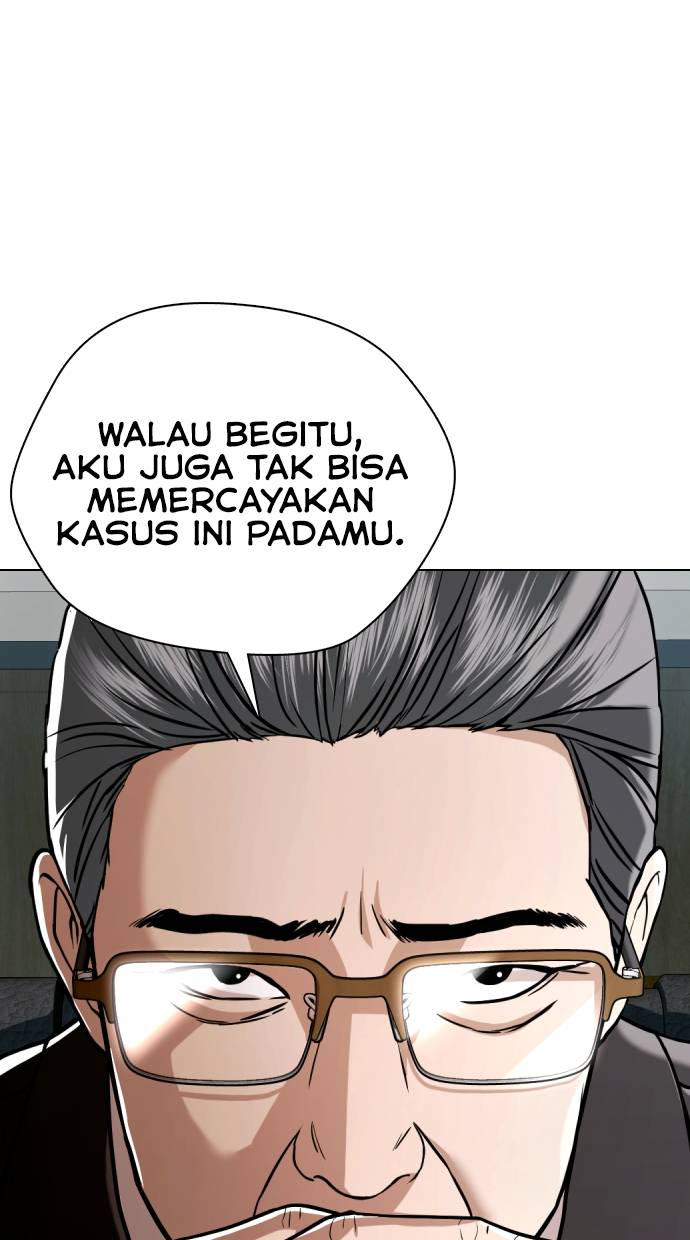 WALAU BEGITU,
AKU JUGA TAK BISA
MEMERCAYAKAN
KASUS INI PADAMU.